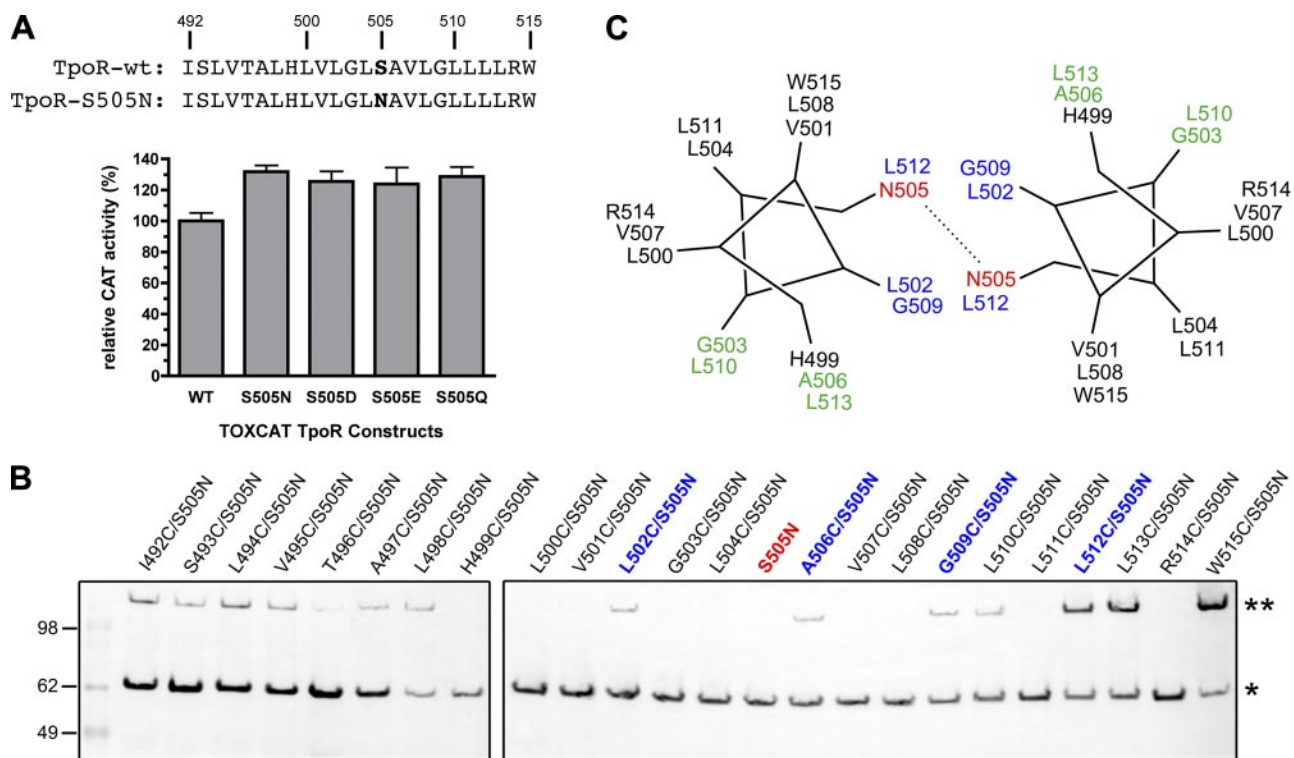 A
492 500 505 510 515
TpoR-wt: ISLVTALHLVLGLSAVLGLLLLRW
TpoR-S505N: ISLVTALHLVLGLNAVLGLLLLRW
relative CAT activity (%)
140
120
100
80
60
40
20
0
WT S505N S505D S505E S505Q
TOXCAT TpoR Constructs
C
W515
L508
V501
L511
L504
L512
N505
R514
V507
L500
L502
G509
G503
L510
H499
A506
L513
L513
A506
H499
L510
G503
G509
L502
R514
V507
L500
N505
L512
L504
L511
V501
L508
W515
B
I492C/S505N
S493C/S505N
L494C/S505N
V495C/S505N
T496C/S505N
A497C/S505N
L498C/S505N
H499C/S505N
L500C/S505N
V501C/S505N
L502C/S505N
G503C/S505N
L504C/S505N
S505N
A506C/S505N
V507C/S505N
L508C/S505N
G509C/S505N
L510C/S505N
L511C/S505N
L512C/S505N
L513C/S505N
R514C/S505N
W515C/S505N
98
62
49
**
*